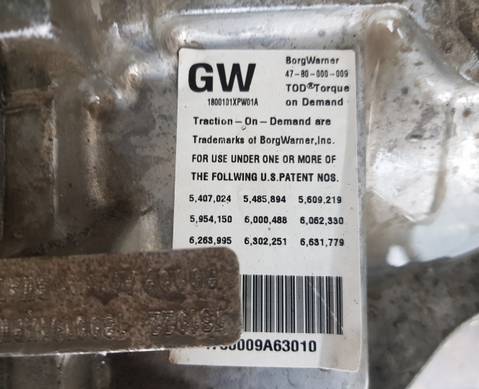 GW
1800101XPW01A
BorgWarner
47-80-000-009
TOD®Torque
on Demand
Traction-On-Demand are
Trademarks of BorgWarner,Inc.
FOR USE UNDER ONE OR MORE OF
THE FOLLWING U.S.PATENT NOS.
5,407,024 5,485,894 5,609,219
5,954,150 6,000,488 6,062,330
6,263,995 6,302,251 6,631,779